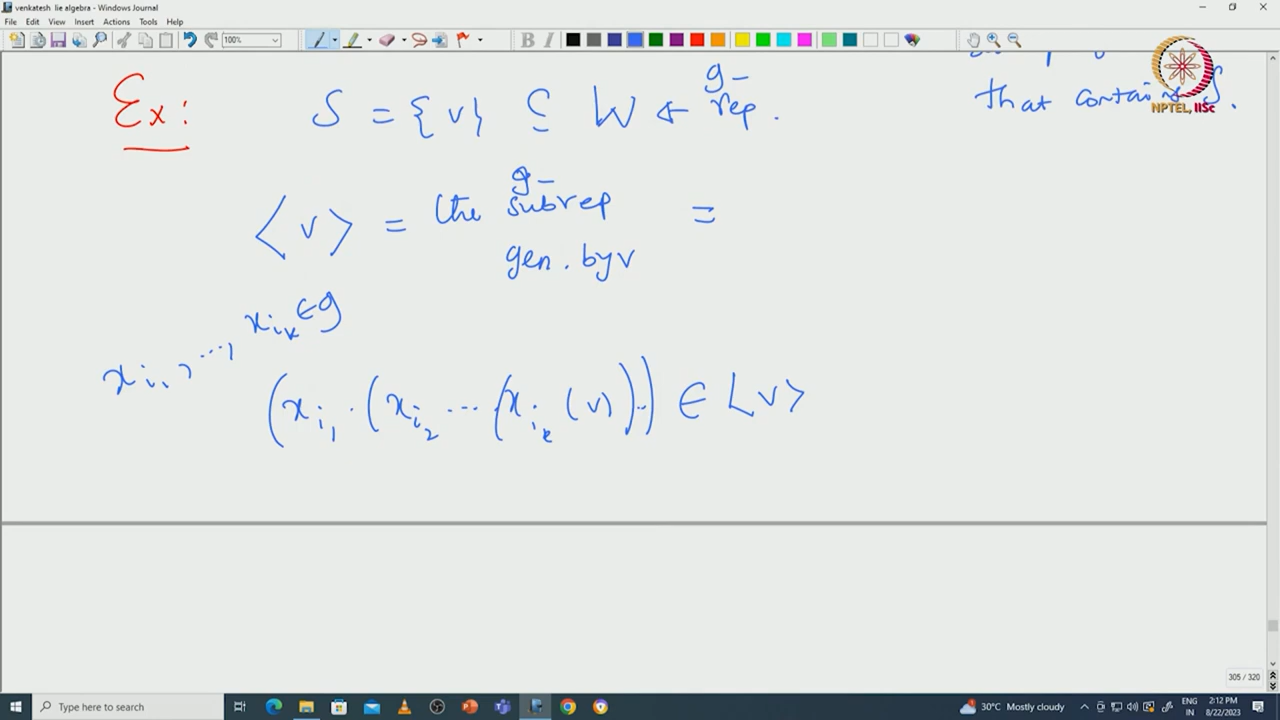 venkatesh lie algebra - Windows Journal
File Edit View Insert Actions Tools Help
100%
B I
that contains S.
NPTEL, IISc
Ex: S = {v} ⊆ W ← g- rep.
⟨v⟩ = the g- subrep gen. by v =
x_{i_1}, ..., x_{i_k} ∈ g
(x_{i_1} · (x_{i_2} ... (x_{i_k} (v)) .. ) ∈ ⟨v⟩
305 / 320
Type here to search
30°C Mostly cloudy
ENG
IN
2:12 PM
8/22/2023